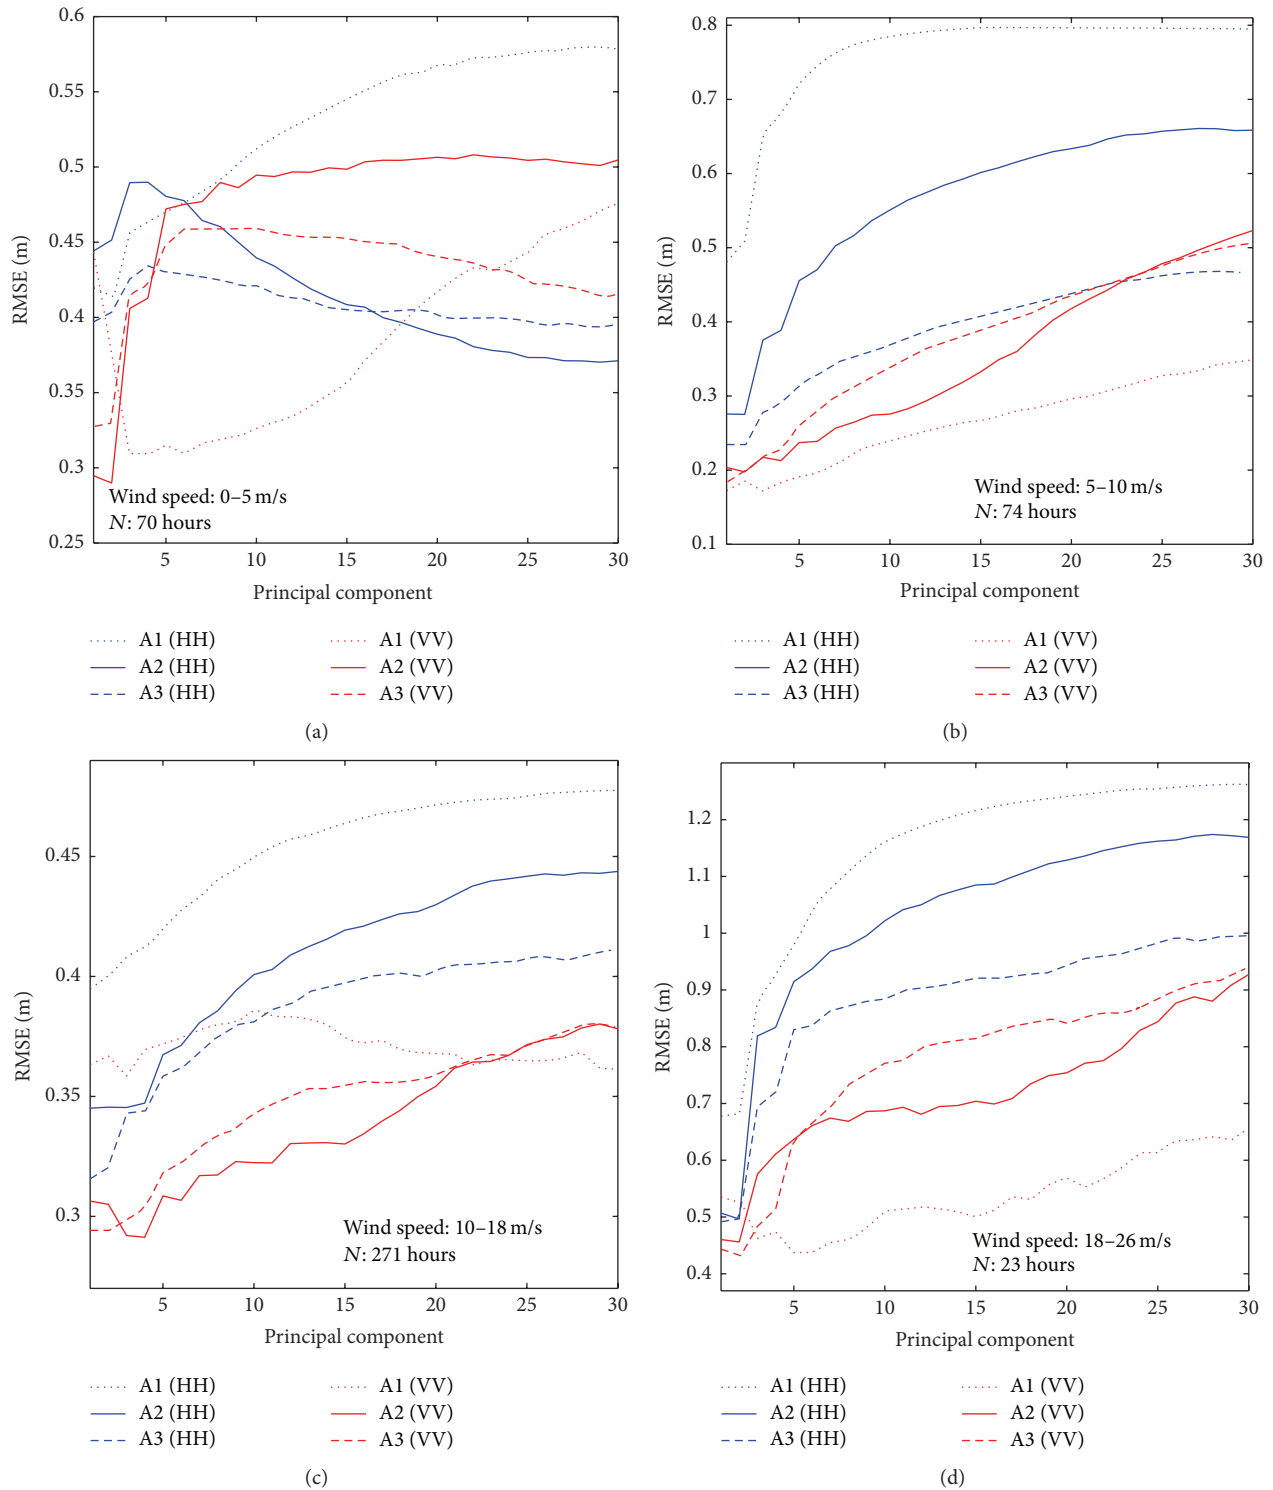 0.6
0.55
0.5
0.45
0.4
0.35
0.3
0.25
RMSE (m)
Wind speed: 0–5 m/s
N: 70 hours
5 10 15 20 25 30
Principal component
A1 (HH) A1 (VV)
A2 (HH) A2 (VV)
A3 (HH) A3 (VV)
(a)
0.8
0.7
0.6
0.5
0.4
0.3
0.2
0.1
RMSE (m)
Wind speed: 5–10 m/s
N: 74 hours
5 10 15 20 25 30
Principal component
A1 (HH) A1 (VV)
A2 (HH) A2 (VV)
A3 (HH) A3 (VV)
(b)
0.45
0.4
0.35
0.3
RMSE (m)
Wind speed: 10–18 m/s
N: 271 hours
5 10 15 20 25 30
Principal component
A1 (HH) A1 (VV)
A2 (HH) A2 (VV)
A3 (HH) A3 (VV)
(c)
1.2
1.1
1
0.9
0.8
0.7
0.6
0.5
0.4
RMSE (m)
Wind speed: 18–26 m/s
N: 23 hours
5 10 15 20 25 30
Principal component
A1 (HH) A1 (VV)
A2 (HH) A2 (VV)
A3 (HH) A3 (VV)
(d)